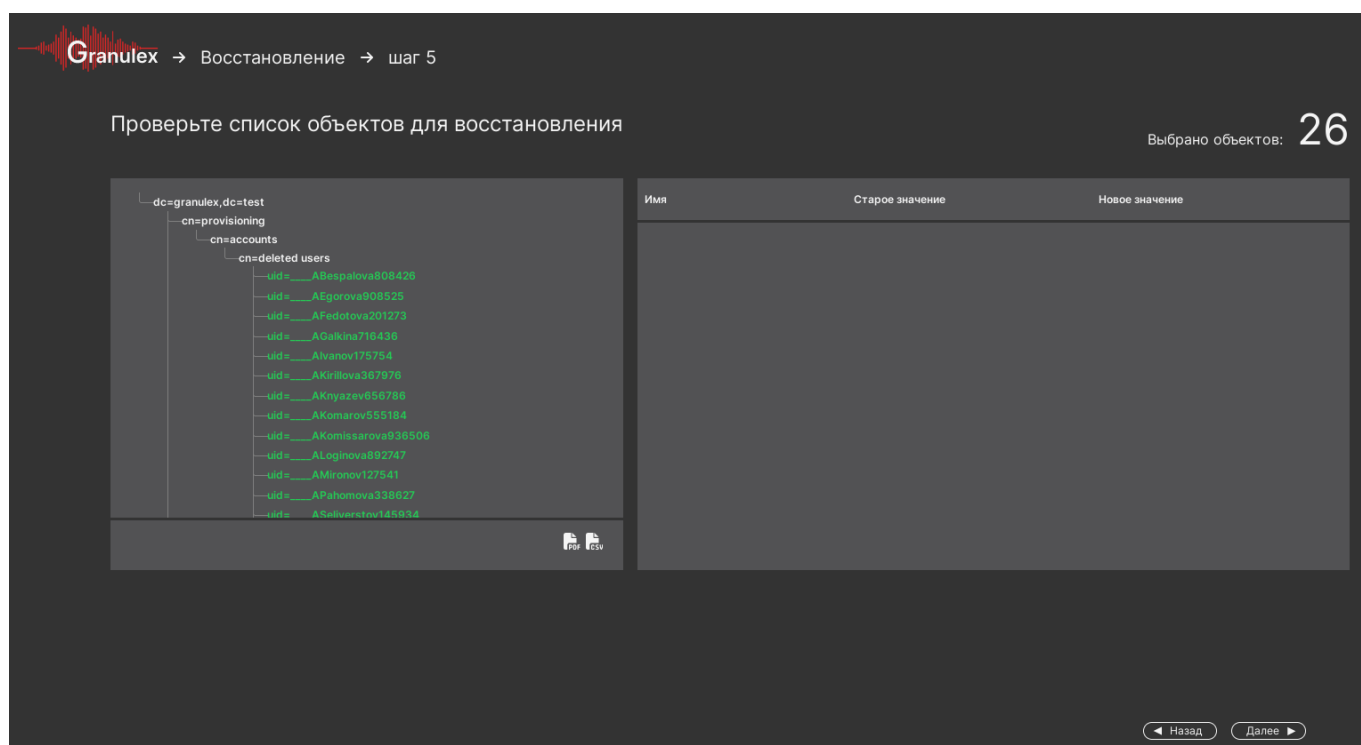 Granulex → Восстановление → шаг 5
Проверьте список объектов для восстановления
Выбрано объектов: 26
dc=granulex,dc=test
cn=provisioning
cn=accounts
cn=deleted users
uid=____ABespalova808426
uid=____AEgorova908525
uid=____AFedotova201273
uid=____AGalkina716436
uid=____AIvanov175754
uid=____AKirillova367976
uid=____AKnyazev656786
uid=____AKomarov555184
uid=____AKomissarova936506
uid=____ALoginova892747
uid=____AMironov127541
uid=____APahomova338627
uid=____ASeliverstov145934
PDF CSV
Имя Старое значение Новое значение
◀ Назад Далее ▶